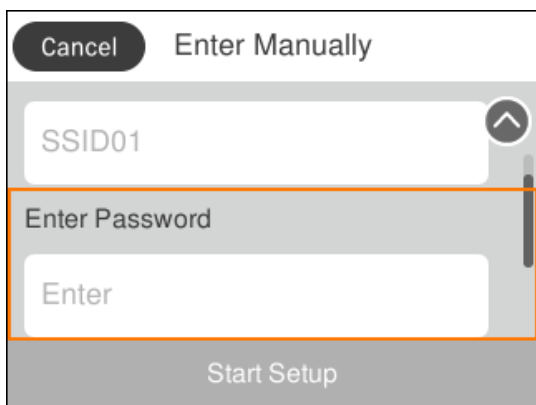 Cancel Enter Manually
SSID01
Enter Password
Enter
Start Setup